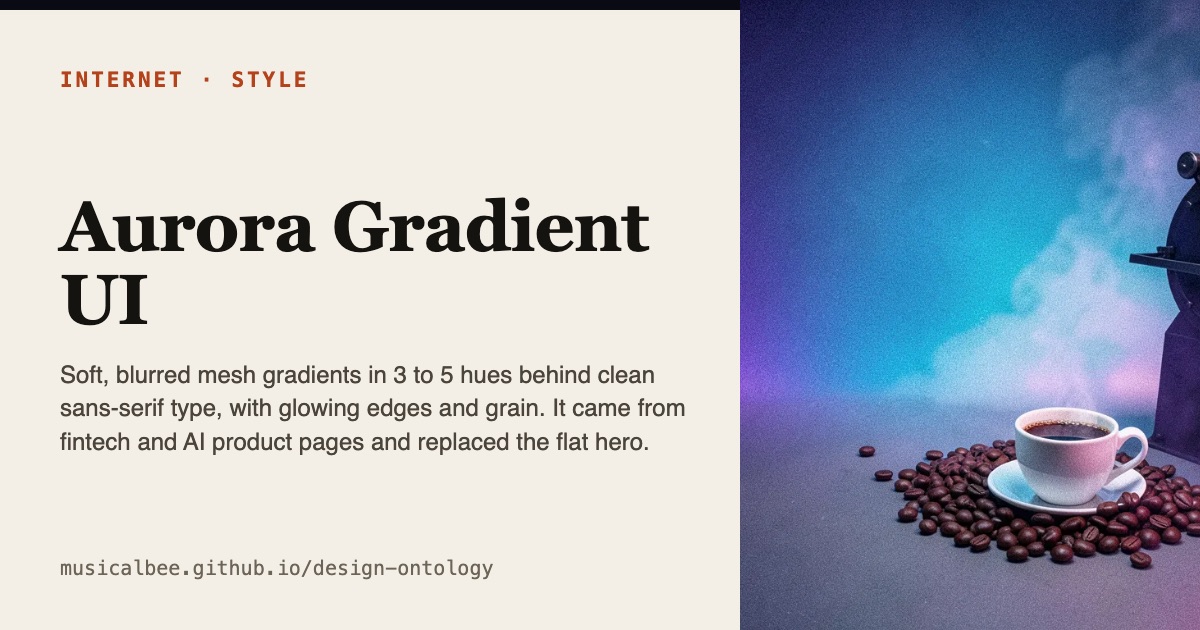 INTERNET · STYLE
Aurora Gradient
UI
Soft, blurred mesh gradients in 3 to 5 hues behind clean
sans-serif type, with glowing edges and grain. It came from
fintech and AI product pages and replaced the flat hero.
musicalbee.github.io/design-ontology